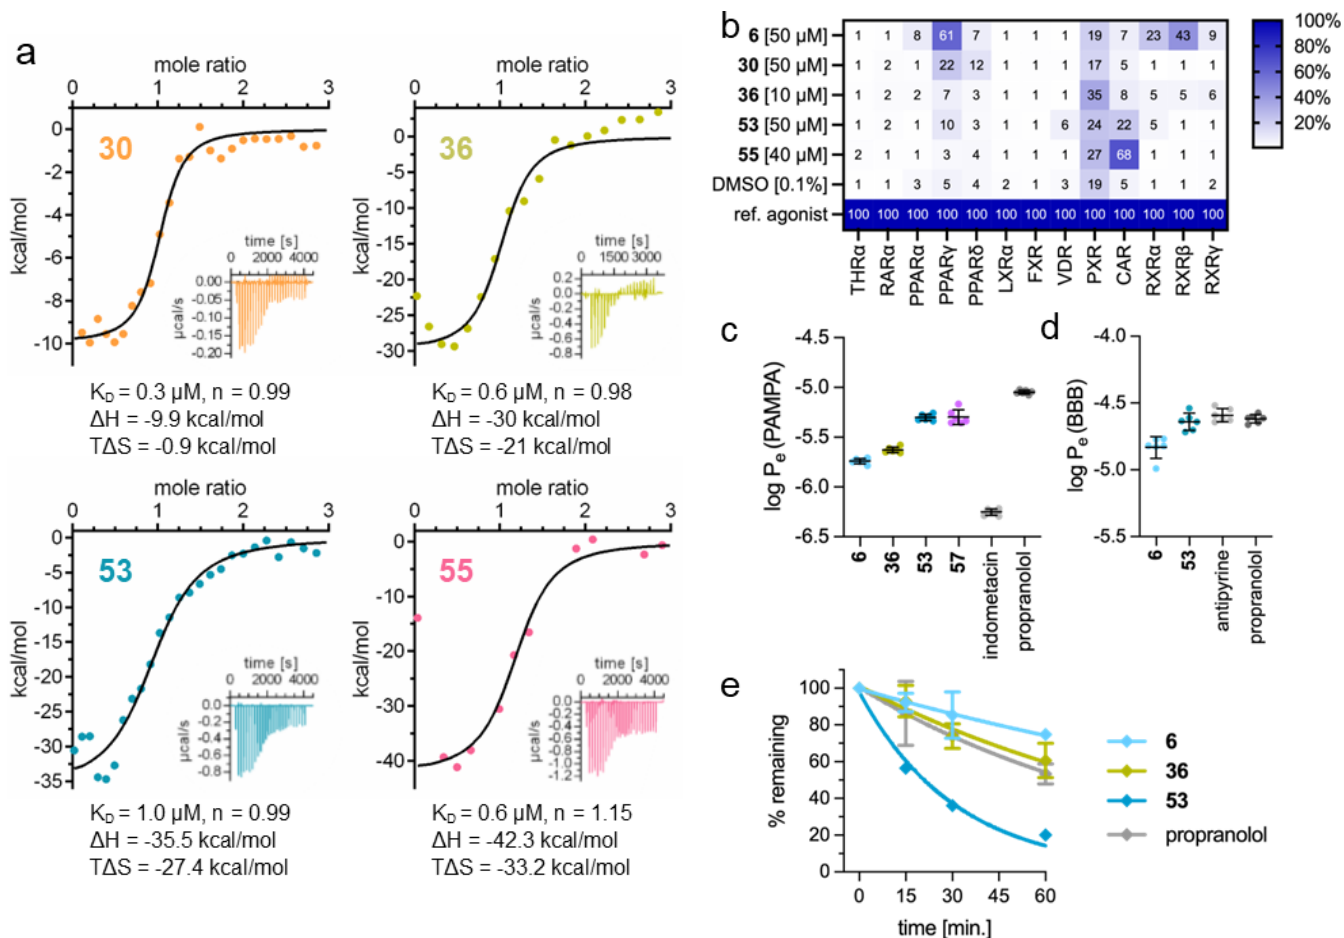 a
mole ratio
0 1 2 3
30
kcal/mol
0
-2
-4
-6
-8
-10
time [s]
0 2000 4000
µcal/s
0.00
-0.05
-0.10
-0.15
-0.20
K_D = 0.3 µM, n = 0.99
ΔH = -9.9 kcal/mol
TΔS = -0.9 kcal/mol
mole ratio
0 1 2 3
36
kcal/mol
0
-5
-10
-15
-20
-25
-30
time [s]
0 1500 3000
µcal/s
0.2
0.0
-0.2
-0.4
-0.6
-0.8
K_D = 0.6 µM, n = 0.98
ΔH = -30 kcal/mol
TΔS = -21 kcal/mol
mole ratio
0 1 2 3
53
kcal/mol
0
-5
-10
-15
-20
-25
-30
-35
time [s]
0 2000 4000
µcal/s
0.0
-0.2
-0.4
-0.6
-0.8
K_D = 1.0 µM, n = 0.99
ΔH = -35.5 kcal/mol
TΔS = -27.4 kcal/mol
mole ratio
0 1 2 3
55
kcal/mol
0
-10
-20
-30
-40
time [s]
0 2000 4000
µcal/s
0.0
-0.2
-0.4
-0.6
-0.8
-1.0
-1.2
K_D = 0.6 µM, n = 1.15
ΔH = -42.3 kcal/mol
TΔS = -33.2 kcal/mol
b
6 [50 µM] 1 1 8 61 7 1 1 1 19 7 23 43 9
30 [50 µM] 1 2 1 22 12 1 1 1 17 5 1 1 1
36 [10 µM] 1 2 2 7 3 1 1 1 35 8 5 5 6
53 [50 µM] 1 2 1 10 3 1 1 6 24 22 5 1 1
55 [40 µM] 2 1 1 3 4 1 1 1 27 68 1 1 1
DMSO [0.1%] 1 1 3 5 4 2 1 3 19 5 1 1 2
ref. agonist 100 100 100 100 100 100 100 100 100 100 100 100 100
THRα RARα PPARα PPARγ PPARδ LXRα FXR VDR PXR CAR RXRα RXRβ RXRγ
100%
80%
60%
40%
20%
c
log P_e (PAMPA)
-4.5
-5.0
-5.5
-6.0
-6.5
6 36 53 57 indometacin propranolol
d
log P_e (BBB)
-4.0
-4.5
-5.0
-5.5
6 53 antipyrine propranolol
e
% remaining
100
80
60
40
20
0
0 15 30 45 60
time [min.]
6
36
53
propranolol